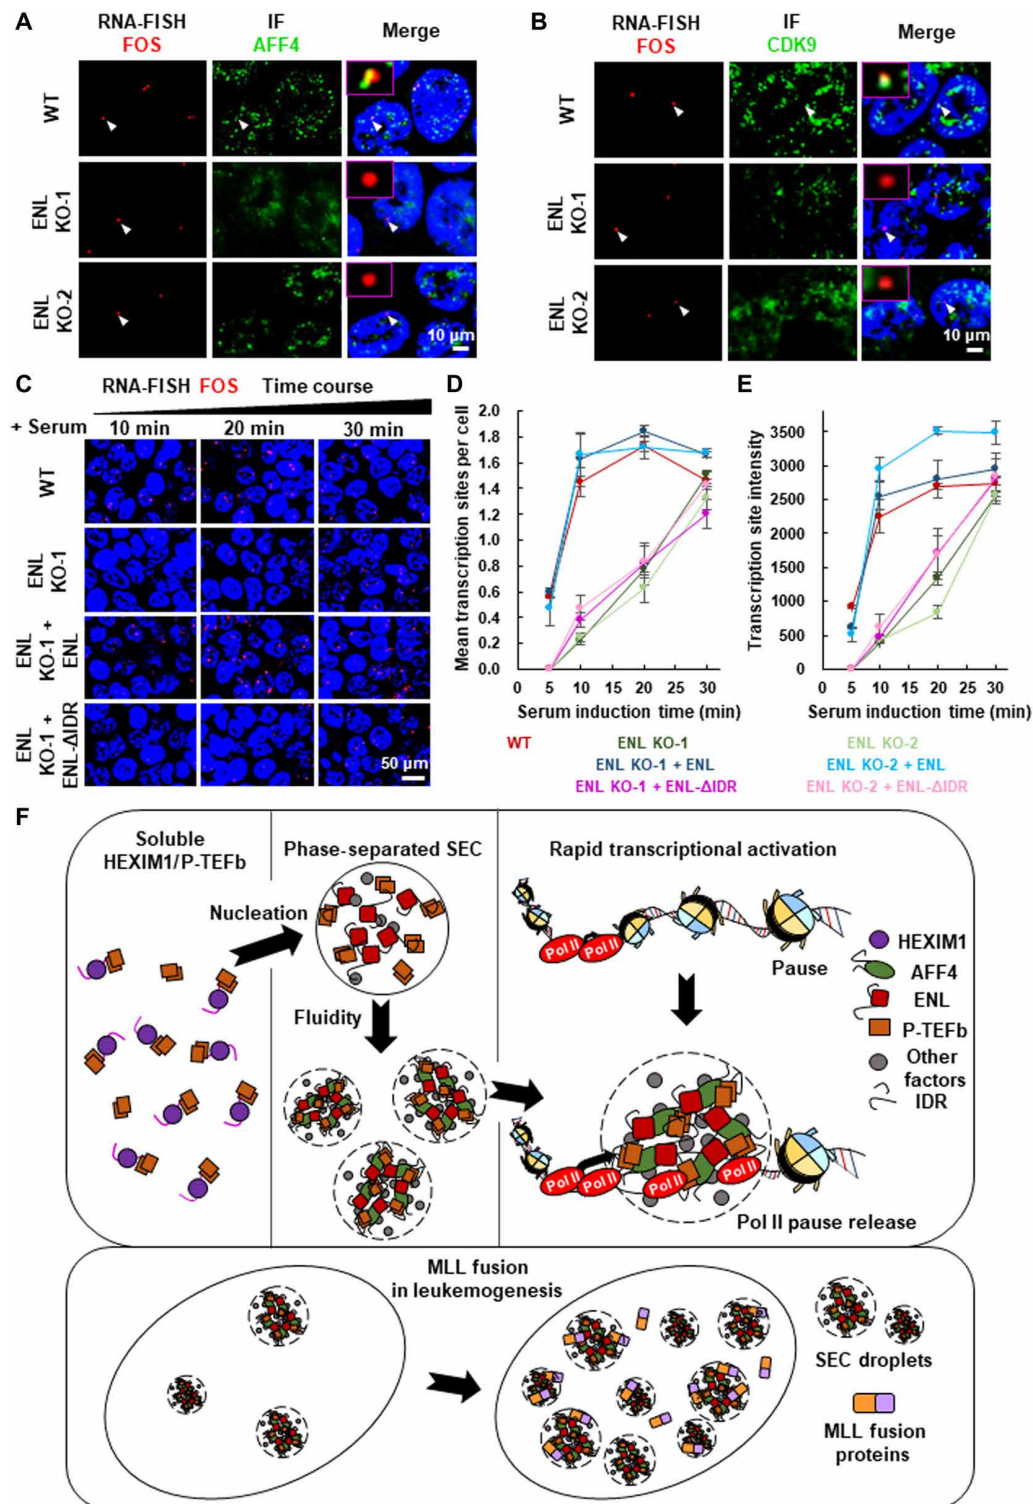 A
RNA-FISH IF Merge
FOS AFF4
WT
ENL
KO-1
ENL
KO-2
10 µm
B
RNA-FISH IF Merge
FOS CDK9
WT
ENL
KO-1
ENL
KO-2
10 µm
C
RNA-FISH FOS Time course
+ Serum 10 min 20 min 30 min
WT
ENL
KO-1
ENL
KO-1 +
ENL
ENL
KO-1 +
ENL-ΔIDR
50 µm
D
Mean transcription sites per cell
2.0
1.8
1.6
1.4
1.2
1.0
0.8
0.6
0.4
0.2
0.0
0 5 10 20 30
Serum induction time (min)
E
Transcription site intensity
3500
3000
2500
2000
1500
1000
500
0
0 5 10 20 30
Serum induction time (min)
WT ENL KO-1 ENL KO-2
ENL KO-1 + ENL ENL KO-2 + ENL
ENL KO-1 + ENL-ΔIDR ENL KO-2 + ENL-ΔIDR
F
Soluble
HEXIM1/P-TEFb
Nucleation
Phase-separated SEC
Fluidity
Rapid transcriptional activation
Pol II Pol II
Pause
HEXIM1
AFF4
ENL
P-TEFb
Other
factors
IDR
Pol II Pol II Pol II Pol II
Pol II pause release
MLL fusion
in leukemogenesis
SEC droplets
MLL fusion
proteins